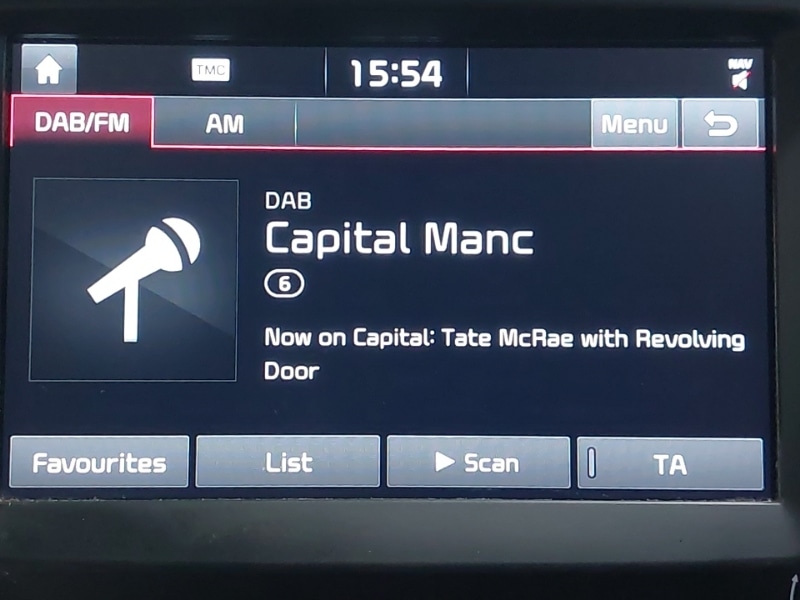 TMC 15:54 NAV
DAB/FM AM Menu
DAB
Capital Manc
6
Now on Capital: Tate McRae with Revolving
Door
Favourites List Scan TA